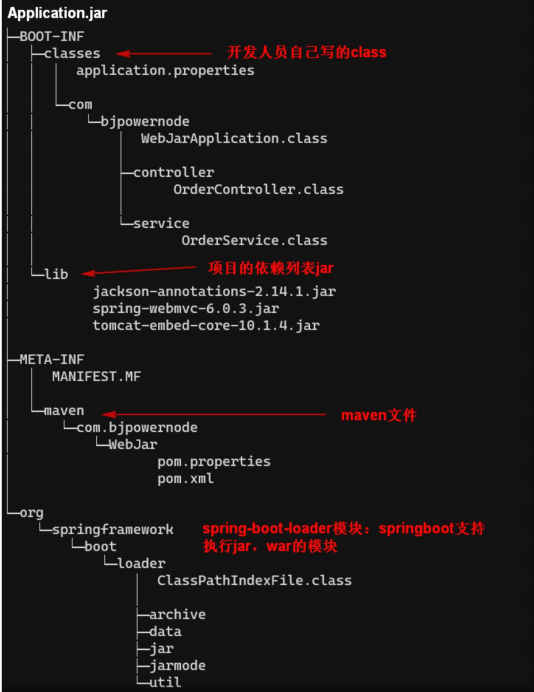 Application.jar
BOOT-INF
classes 开发人员自己写的class
application.properties
com
bjpowernode
WebJarApplication.class
controller
OrderController.class
service
OrderService.class
lib 项目的依赖列表jar
jackson-annotations-2.14.1.jar
spring-webmvc-6.0.3.jar
tomcat-embed-core-10.1.4.jar
META-INF
MANIFEST.MF
maven maven文件
com.bjpowernode
WebJar
pom.properties
pom.xml
org
springframework spring-boot-loader模块：springboot支持
boot 执行jar，war的模块
loader
ClassPathIndexFile.class
archive
data
jar
jarmode
util